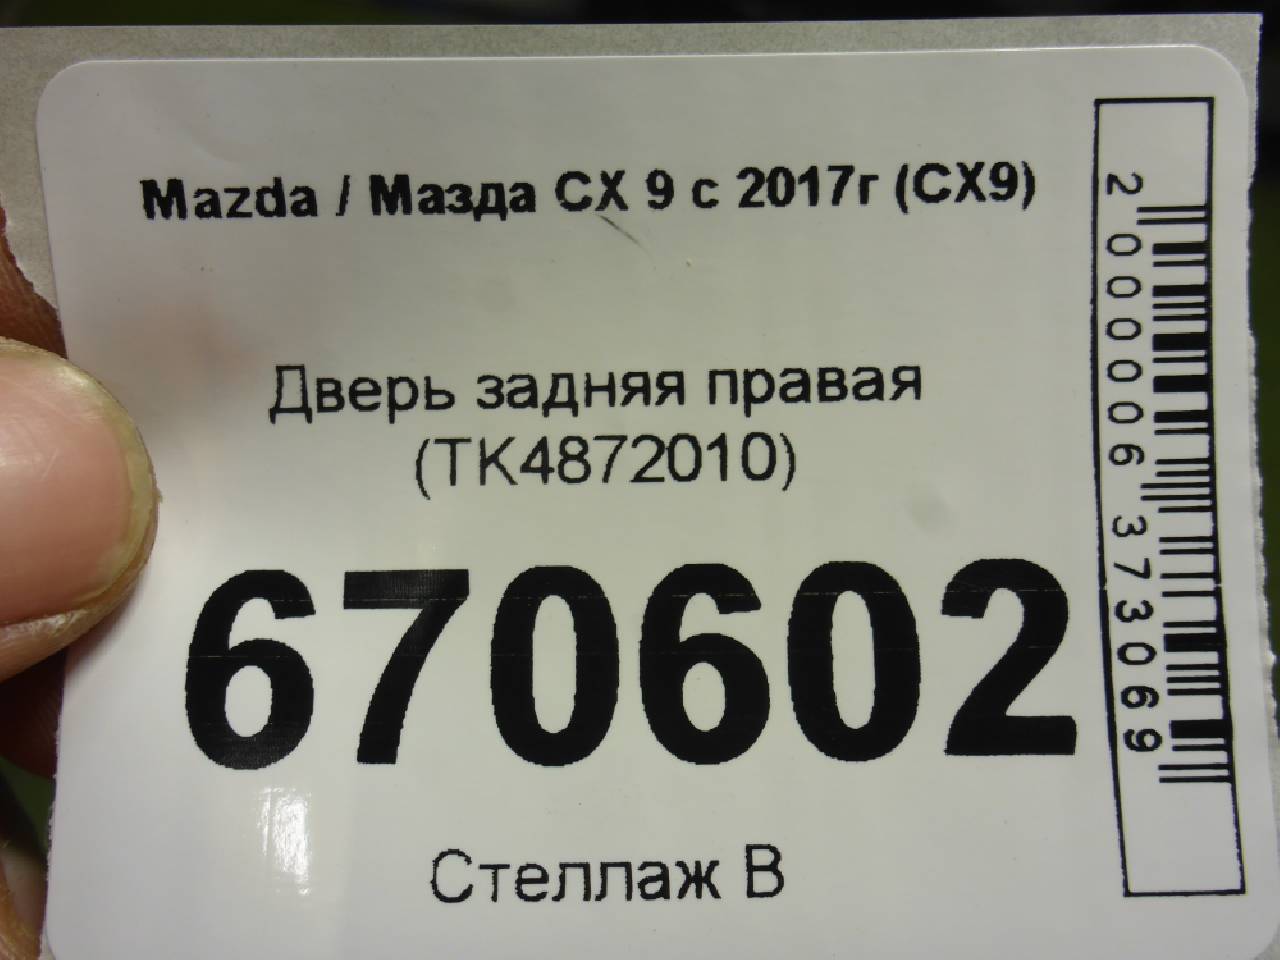 Mazda / Мазда CX 9 с 2017г (CX9)
Дверь задняя правая
(TK4872010)
670602
Стеллаж B
2000006373069